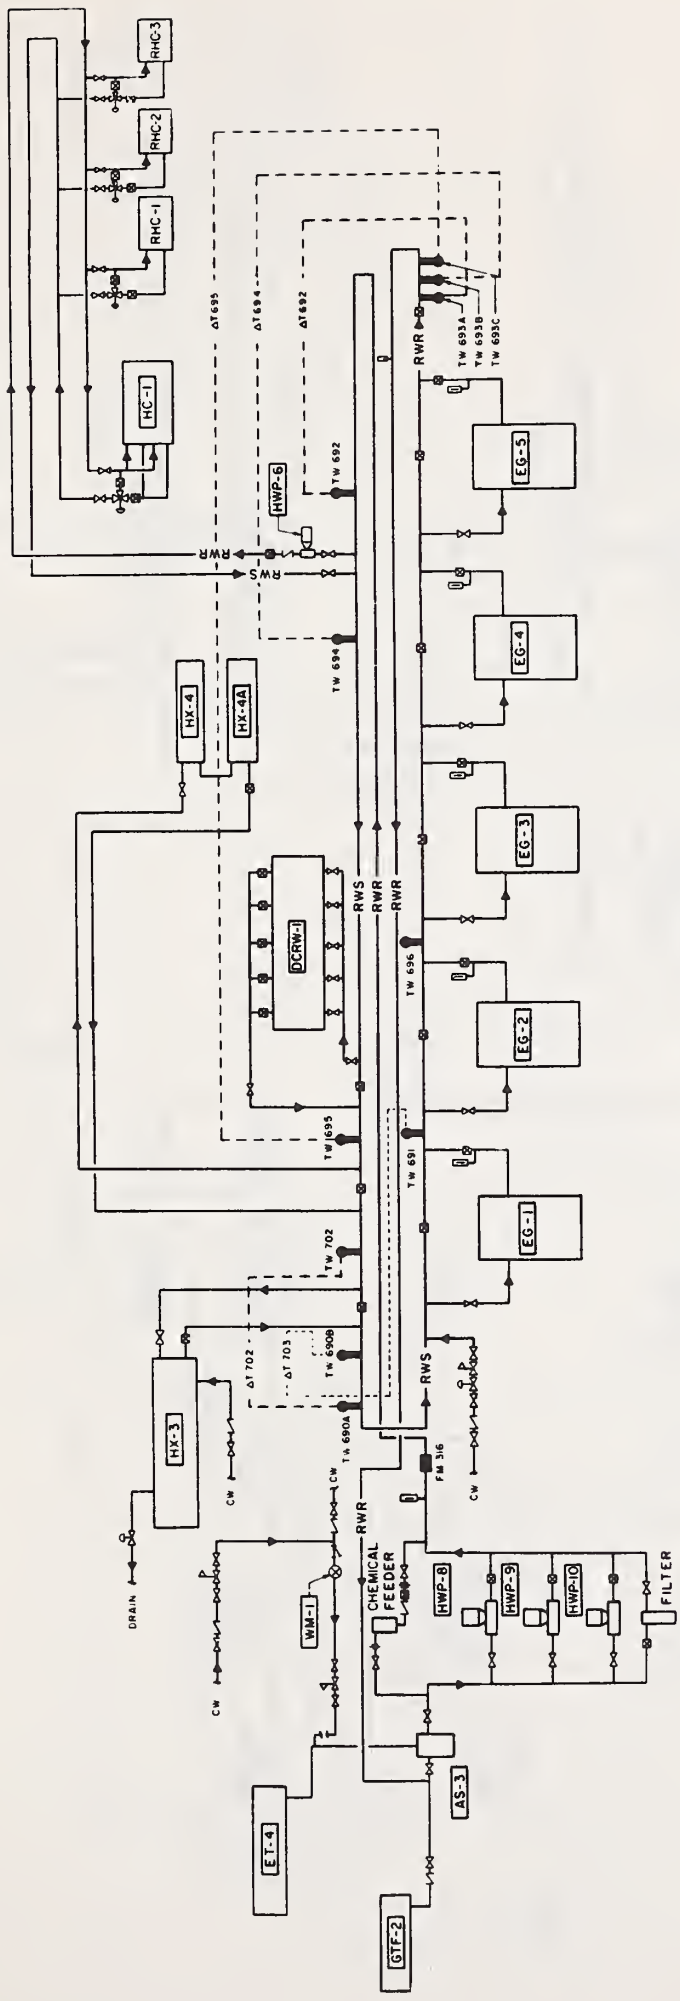 RHC-3
RHC-2
RHC-1
HC-1
ΔT695
ΔT694
ΔT692
RWR
TW 693A
TW 693B
TW 693C
TW 692
HWP-6
RWR
RWS
TW 694
HX-4
HX-4A
EG-5
EG-4
EG-3
EG-2
EG-1
DCRW-1
RWS
RWR
RWR
TW 696
TW 695
TW 691
TW 702
ΔT 702
ΔT 703
TW 690B
TW 690A
HX-3
CW
DRAIN
CW
CW
WM-1
RWR
RWS
FM 316
CW
CHEMICAL
FEEDER
HWP-8
HWP-9
HWP-10
FILTER
ET-4
AS-3
GTF-2